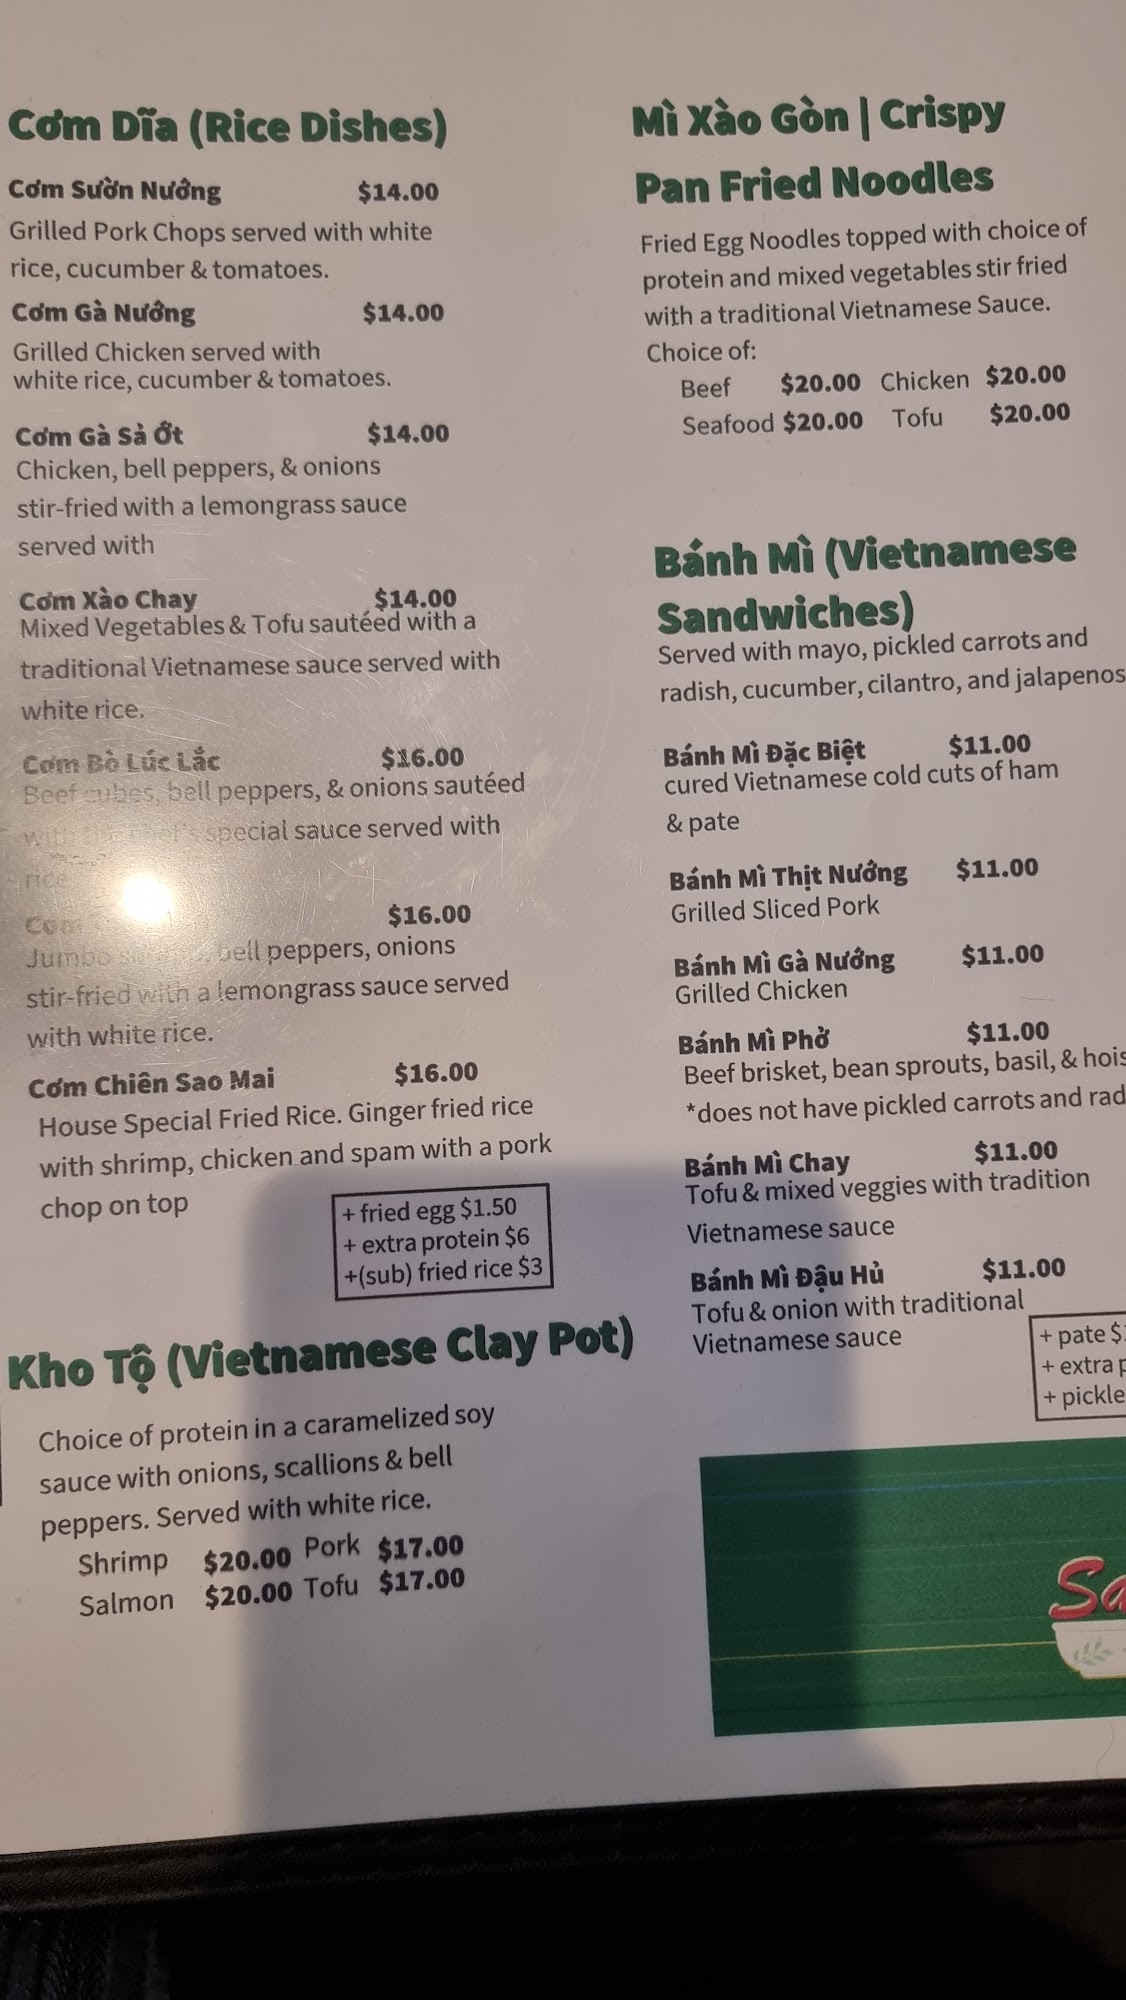 Cơm Dĩa (Rice Dishes)
Cơm Sườn Nướng $14.00
Grilled Pork Chops served with white
rice, cucumber & tomatoes.
Cơm Gà Nướng $14.00
Grilled Chicken served with
white rice, cucumber & tomatoes.
Cơm Gà Sả Ớt $14.00
Chicken, bell peppers, & onions
stir-fried with a lemongrass sauce
served with
Cơm Xào Chay $14.00
Mixed Vegetables & Tofu sautéed with a
traditional Vietnamese sauce served with
white rice.
Cơm Bò Lúc Lắc $16.00
Beef cubes, bell peppers, & onions sautéed
with the chef's special sauce served with
rice
$16.00
Jumbo bell peppers, onions
stir-fried with a lemongrass sauce served
with white rice.
Cơm Chiên Sao Mai $16.00
House Special Fried Rice. Ginger fried rice
with shrimp, chicken and spam with a pork
chop on top
+ fried egg $1.50
+ extra protein $6
+(sub) fried rice $3
Kho Tộ (Vietnamese Clay Pot)
Choice of protein in a caramelized soy
sauce with onions, scallions & bell
peppers. Served with white rice.
Shrimp $20.00 Pork $17.00
Salmon $20.00 Tofu $17.00
Mì Xào Gòn | Crispy
Pan Fried Noodles
Fried Egg Noodles topped with choice of
protein and mixed vegetables stir fried
with a traditional Vietnamese Sauce.
Choice of:
Beef $20.00 Chicken $20.00
Seafood $20.00 Tofu $20.00
Bánh Mì (Vietnamese
Sandwiches)
Served with mayo, pickled carrots and
radish, cucumber, cilantro, and jalapenos
Bánh Mì Đặc Biệt $11.00
cured Vietnamese cold cuts of ham
& pate
Bánh Mì Thịt Nướng $11.00
Grilled Sliced Pork
Bánh Mì Gà Nướng $11.00
Grilled Chicken
Bánh Mì Phở $11.00
Beef brisket, bean sprouts, basil, & hois
*does not have pickled carrots and rad
Bánh Mì Chay $11.00
Tofu & mixed veggies with tradition
Vietnamese sauce
Bánh Mì Đậu Hủ $11.00
Tofu & onion with traditional
Vietnamese sauce
+ pate $
+ extra p
+ pickle
Sa